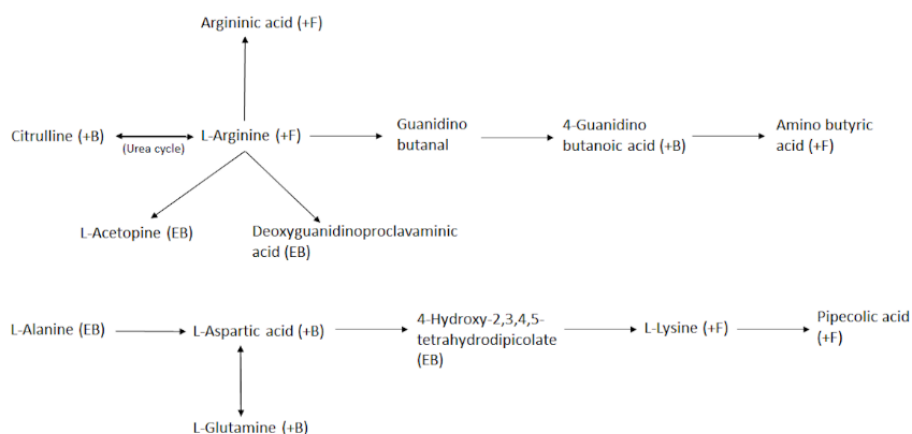 Argininic acid (+F)
Citrulline (+B)
(Urea cycle)
L-Arginine (+F)
Guanidino
butanal
4-Guanidino
butanoic acid (+B)
Amino butyric
acid (+F)
L-Acetopine (EB)
Deoxyguanidinoproclavaminic
acid (EB)
L-Alanine (EB)
L-Aspartic acid (+B)
4-Hydroxy-2,3,4,5-
tetrahydrodipicolate
(EB)
L-Lysine (+F)
Pipecolic acid
(+F)
L-Glutamine (+B)